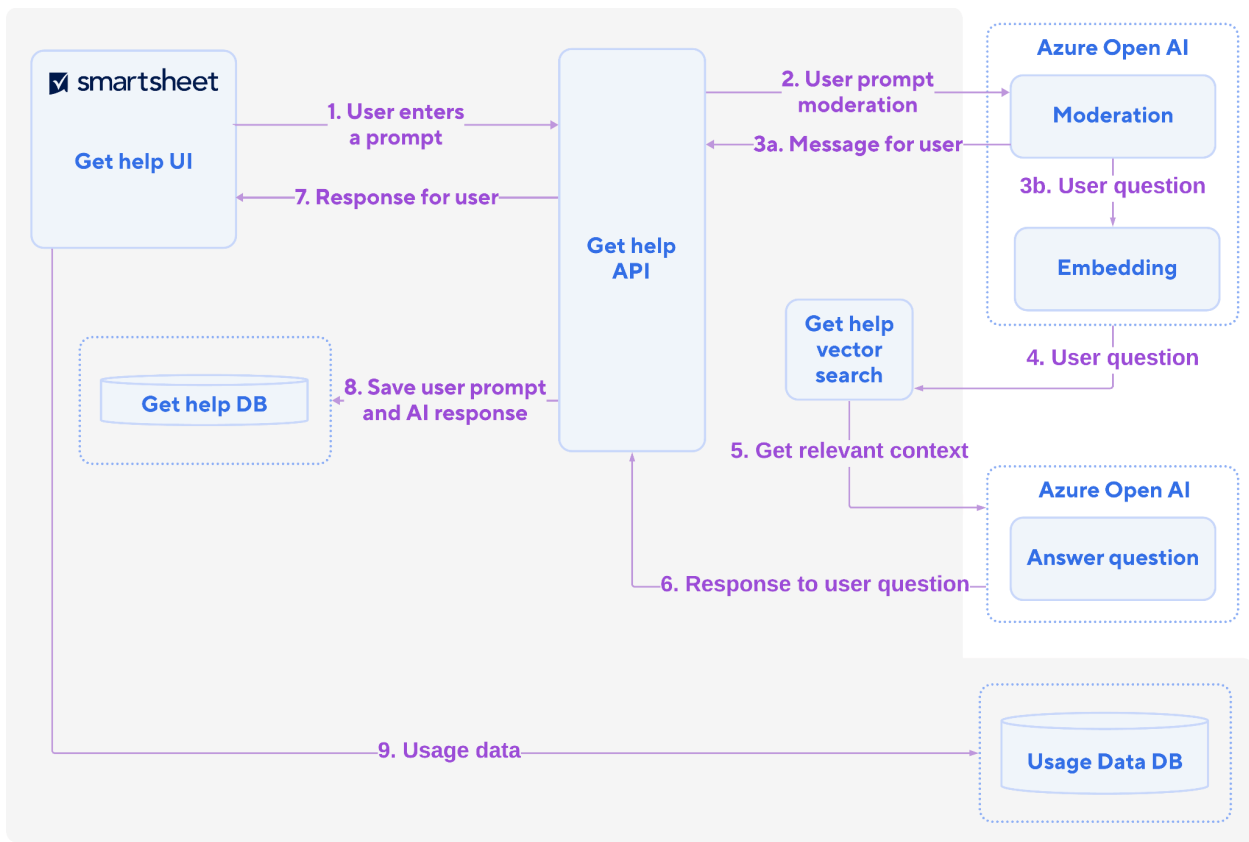 smartsheet
Get help UI
1. User enters
a prompt
7. Response for user
Get help
API
2. User prompt
moderation
3a. Message for user
Azure Open AI
Moderation
3b. User question
Embedding
4. User question
Get help
vector
search
5. Get relevant context
Get help DB
8. Save user prompt
and AI response
Azure Open AI
Answer question
6. Response to user question
9. Usage data
Usage Data DB